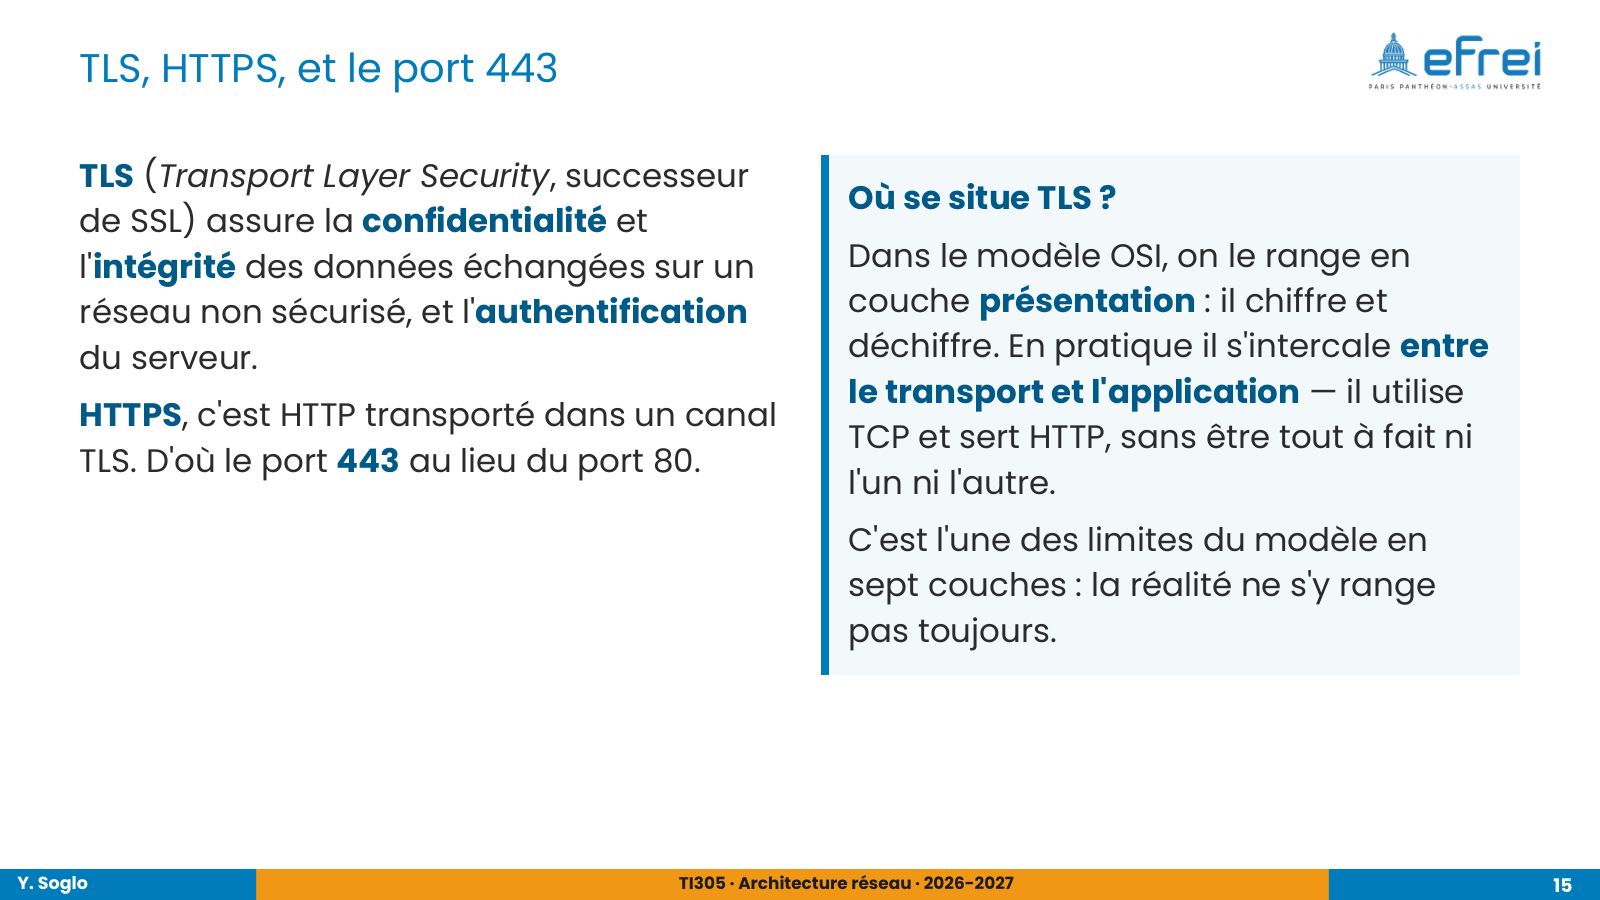 TLS, HTTPS, et le port 443
efrei
PARIS PANTHÉON-ASSAS UNIVERSITÉ
TLS (Transport Layer Security, successeur
de SSL) assure la confidentialité et
l'intégrité des données échangées sur un
réseau non sécurisé, et l'authentification
du serveur.
HTTPS, c'est HTTP transporté dans un canal
TLS. D'où le port 443 au lieu du port 80.
Où se situe TLS ?
Dans le modèle OSI, on le range en
couche présentation : il chiffre et
déchiffre. En pratique il s'intercale entre
le transport et l'application — il utilise
TCP et sert HTTP, sans être tout à fait ni
l'un ni l'autre.
C'est l'une des limites du modèle en
sept couches : la réalité ne s'y range
pas toujours.
Y. Soglo
TI305 · Architecture réseau · 2026-2027
15